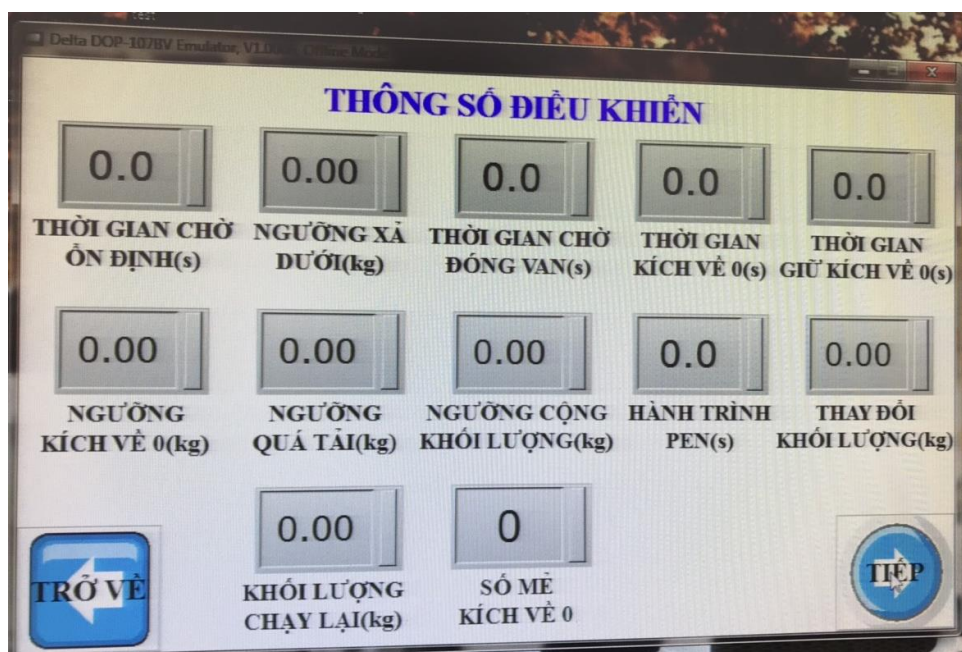 Delta DOP-107BV Emulator,
THÔNG SỐ ĐIỀU KHIỂN
0.0 0.00 0.0 0.0 0.0
THỜI GIAN CHỜ NGƯỠNG XẢ THỜI GIAN CHỜ THỜI GIAN THỜI GIAN
ỔN ĐỊNH(s) DƯỚI(kg) ĐÓNG VAN(s) KÍCH VỀ 0(s) GIỮ KÍCH VỀ 0(s)
0.00 0.00 0.00 0.0 0.00
NGƯỠNG NGƯỠNG NGƯỠNG CỘNG HÀNH TRÌNH THAY ĐỔI
KÍCH VỀ 0(kg) QUÁ TẢI(kg) KHỐI LƯỢNG(kg) PEN(s) KHỐI LƯỢNG(kg)
0.00 0
TRỞ VỀ KHỐI LƯỢNG SỐ MẺ TIẾP
CHẠY LẠI(kg) KÍCH VỀ 0